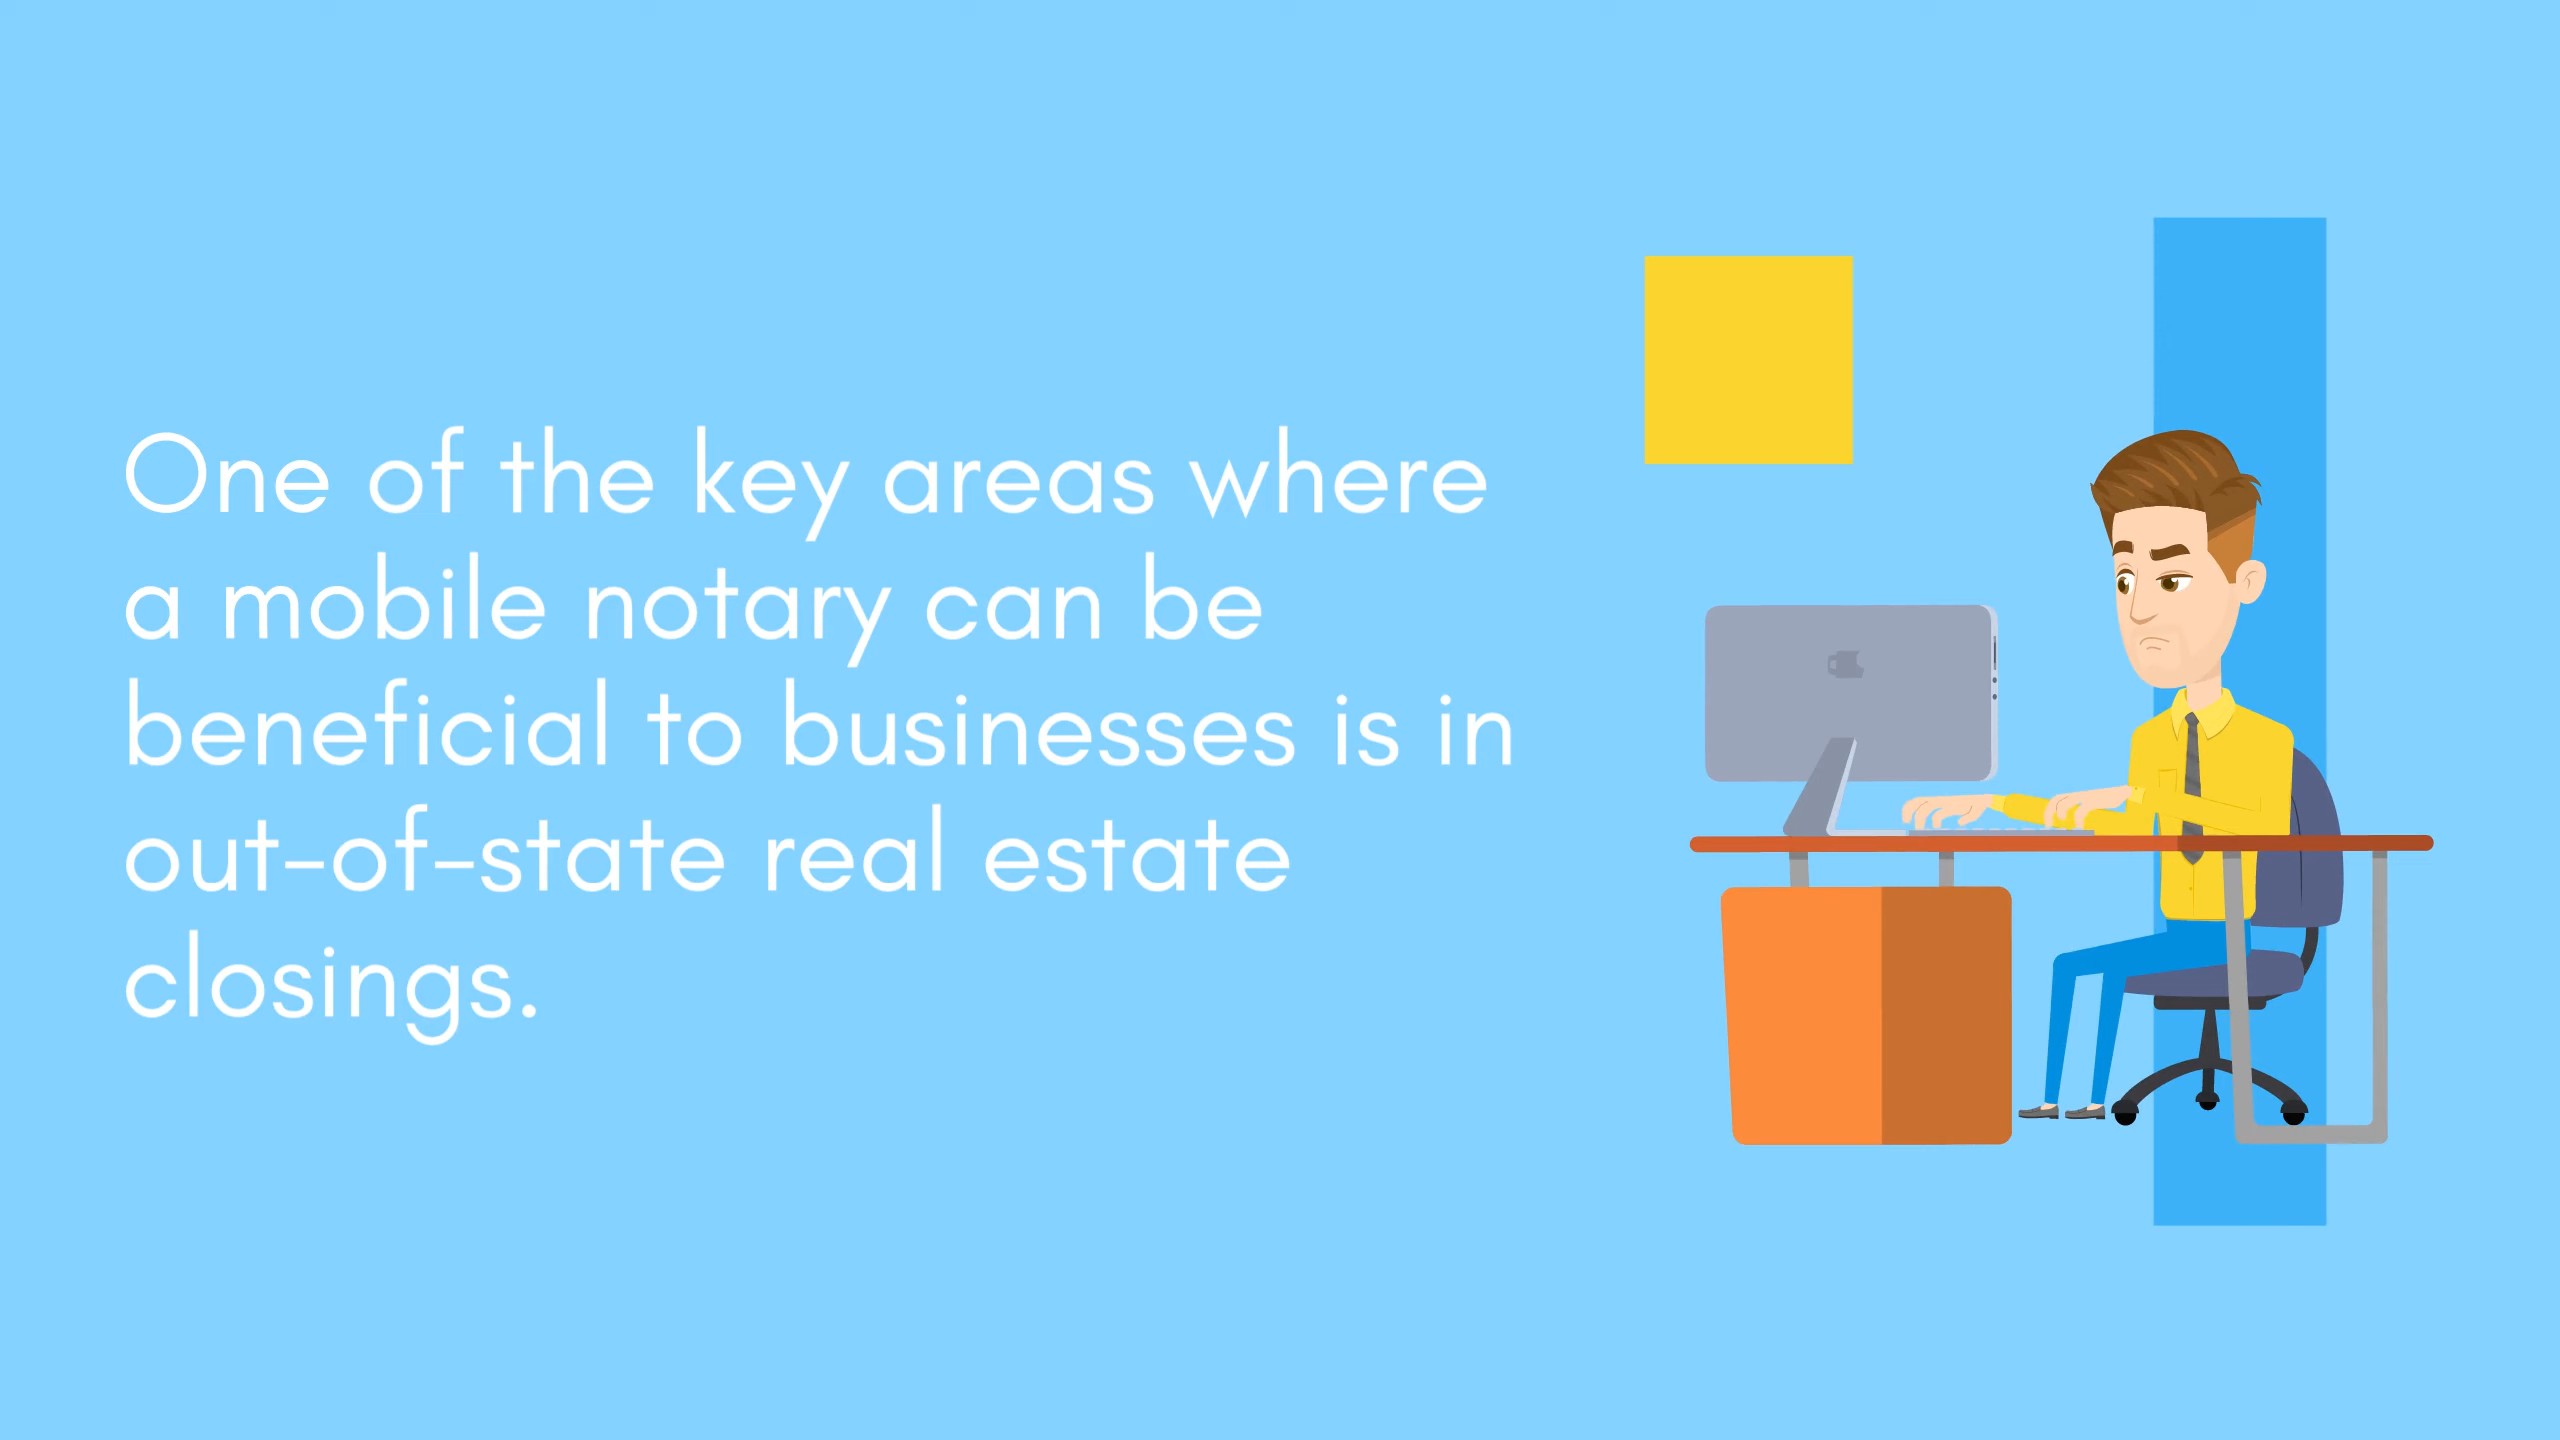 One of the key areas where
a mobile notary can be
beneficial to businesses is in
out-of-state real estate
closings.